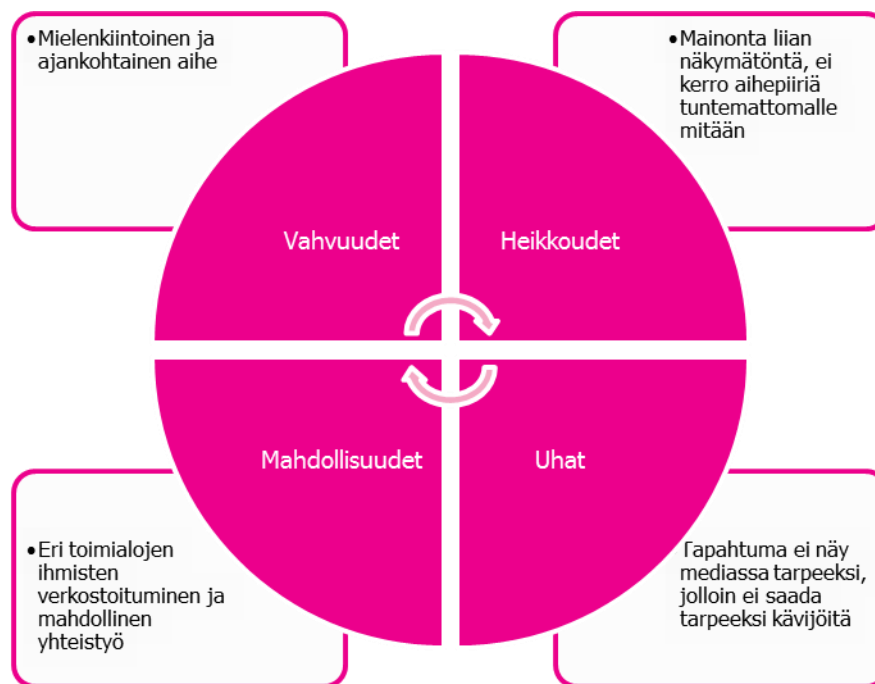 •Mielenkiintoinen ja
ajankohtainen aihe
•Mainonta liian
näkymätöntä, ei
kerro aihepiiriä
tuntemattomalle
mitään
Vahvuudet
Heikkoudet
Mahdollisuudet
Uhat
•Eri toimialojen
ihmisten
verkostoituminen ja
mahdollinen
yhteistyö
Tapahtuma ei näy
mediassa tarpeeksi,
jolloin ei saada
tarpeeksi kävijöitä